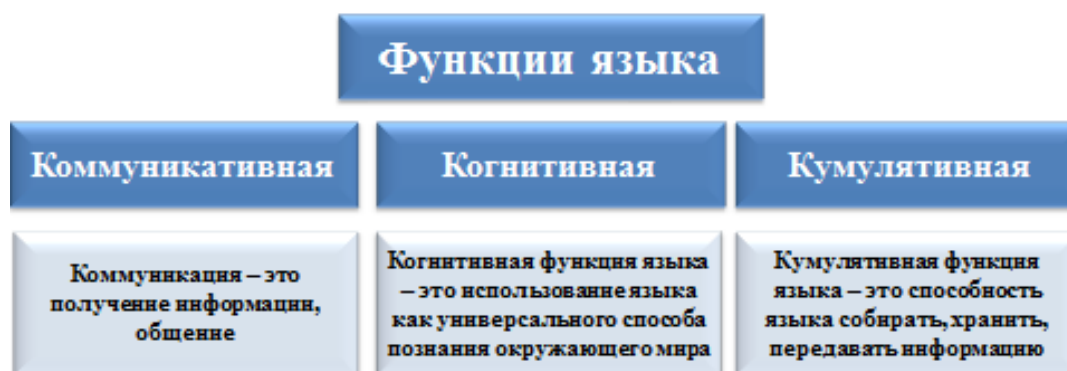 Функции языка
Коммуникативная
Когнитивная
Кумулятивная
Коммуникация – это
получение информации,
общение
Когнитивная функция языка
– это использование языка
как универсального способа
познания окружающего мира
Кумулятивная функция
языка – это способность
языка собирать, хранить,
передавать информацию